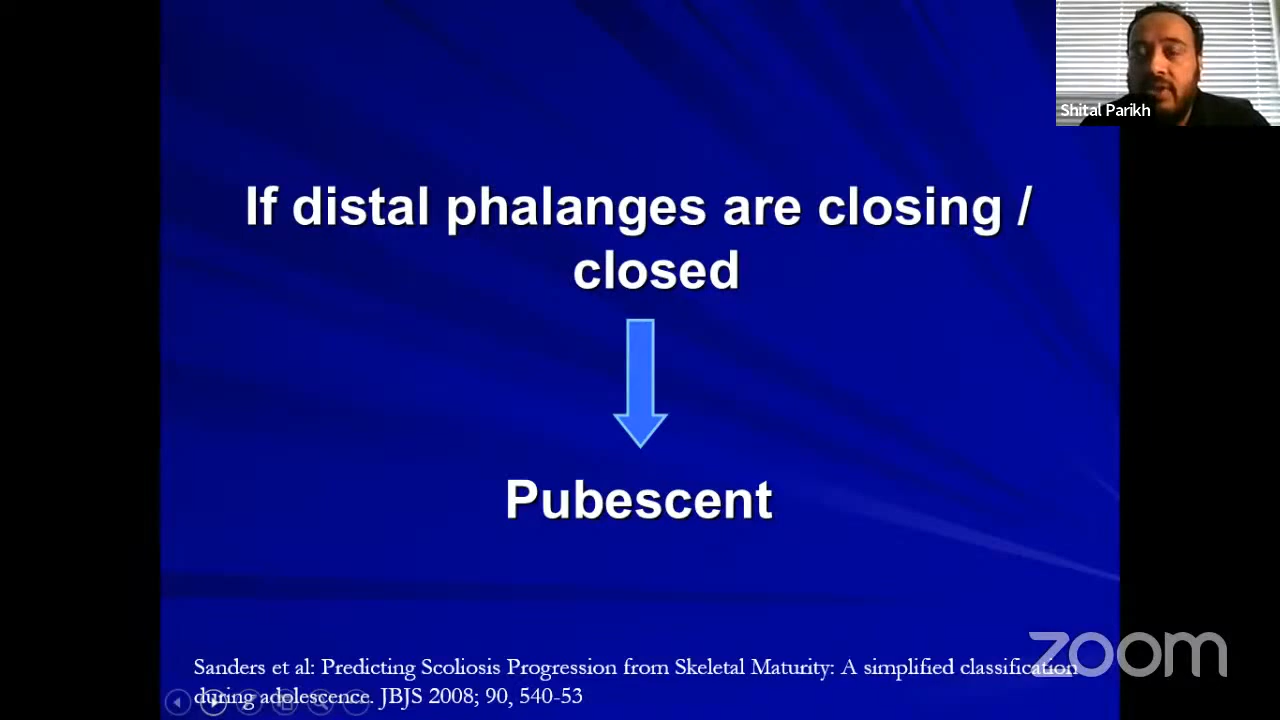 Shital Parikh
If distal phalanges are closing /
closed
Pubescent
zoom
Sanders et al: Predicting Scoliosis Progression from Skeletal Maturity: A simplified classification
during adolescence. JBJS 2008; 90, 540-53